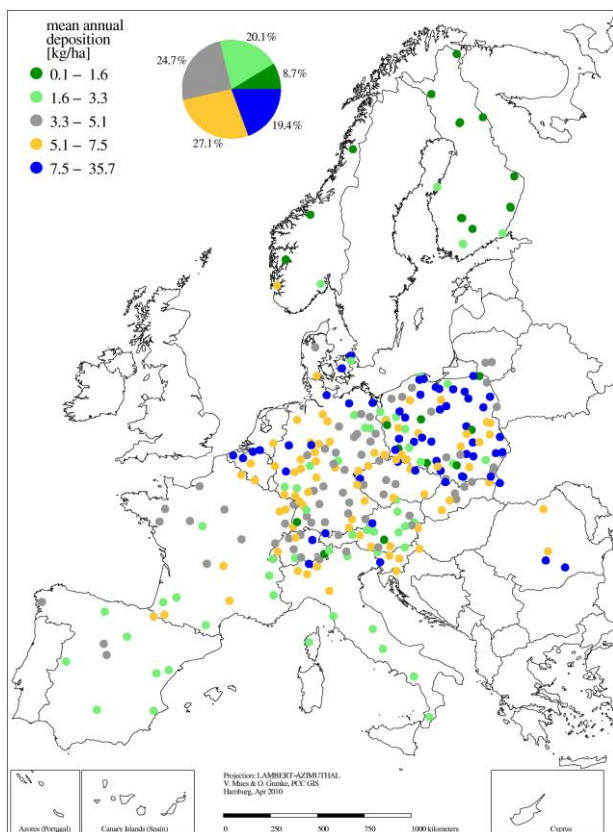 mean annual
deposition
[kg/ha]
0.1 – 1.6
1.6 – 3.3
3.3 – 5.1
5.1 – 7.5
7.5 – 35.7
20.1%
24.7%
8.7%
19.4%
27.1%
Projection: LAMBERT-AZIMUTHAL
V. Mues & O. Granke, PCC GIS
Hamburg, Apr 2010
0 250 500 750 1000 kilometers
Azores (Portugal)
Canary Islands (Spain)
Cyprus